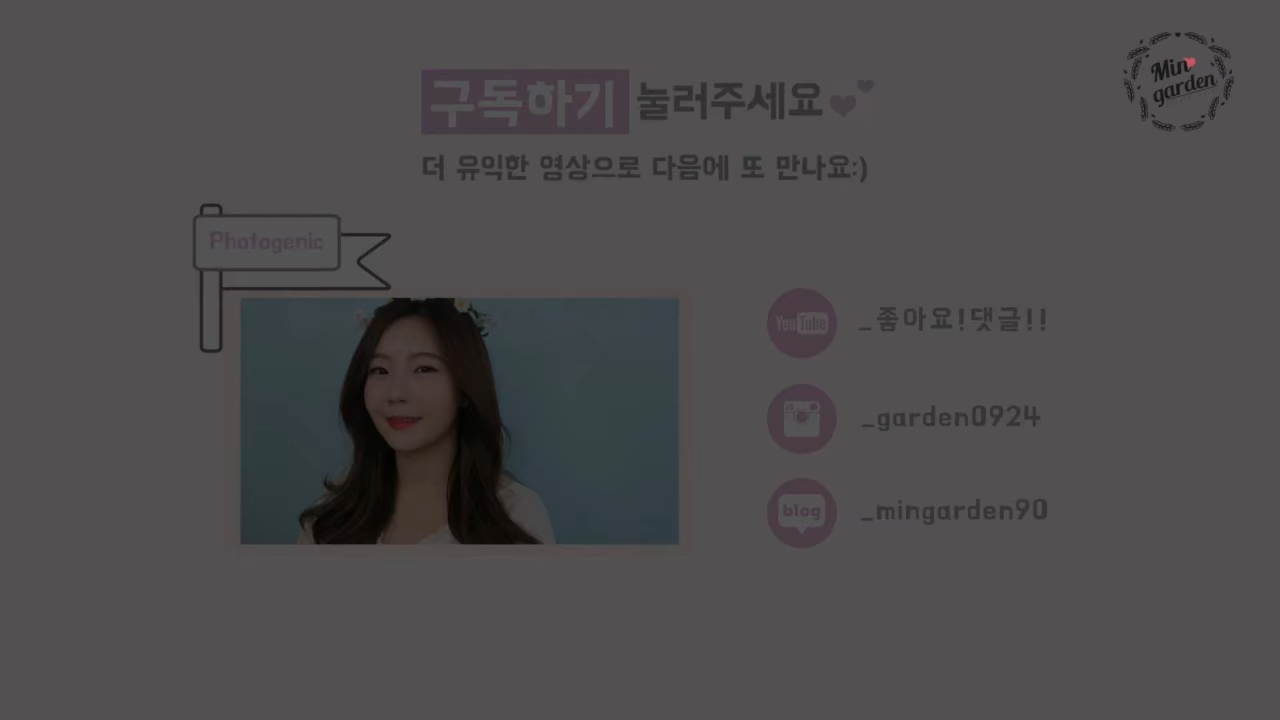 Min
garden
구독하기 눌러주세요
더 유익한 영상으로 다음에 또 만나요:)
Photogenic
YouTube _좋아요!댓글!!
_garden0924
blog _mingarden90